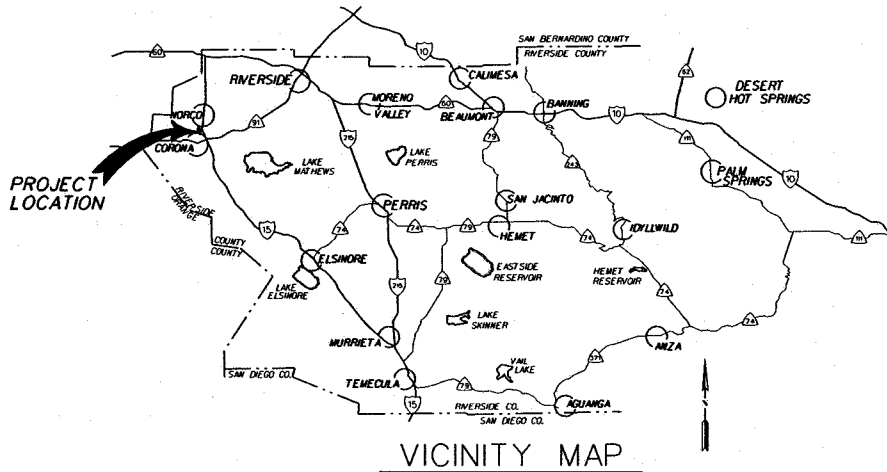 SAN BERNARDINO COUNTY
RIVERSIDE COUNTY
10
60
RIVERSIDE
CALIMESA
62
DESERT
HOT SPRINGS
NORCO
91
MORENO
VALLEY
60
BEAUMONT
BANNING
10
CORONA
215
79
243
111
LAKE
MATHEWS
LAKE
PERRIS
PALM
SPRINGS
10
PROJECT
LOCATION
RIVERSIDE
ORANGE
COUNTY
COUNTY
15
74
PERRIS
74
79
SAN JACINTO
HEMET
74
IDYLLWILD
111
ELSINORE
LAKE
ELSINORE
215
79
EASTSIDE
RESERVOIR
HEMET
RESERVOIR
74
LAKE
SKINNER
74
MURRIETA
371
ANZA
SAN DIEGO CO.
TEMECULA
79
VAIL
LAKE
N
15
RIVERSIDE CO.
SAN DIEGO CO.
AGUANGA
VICINITY MAP